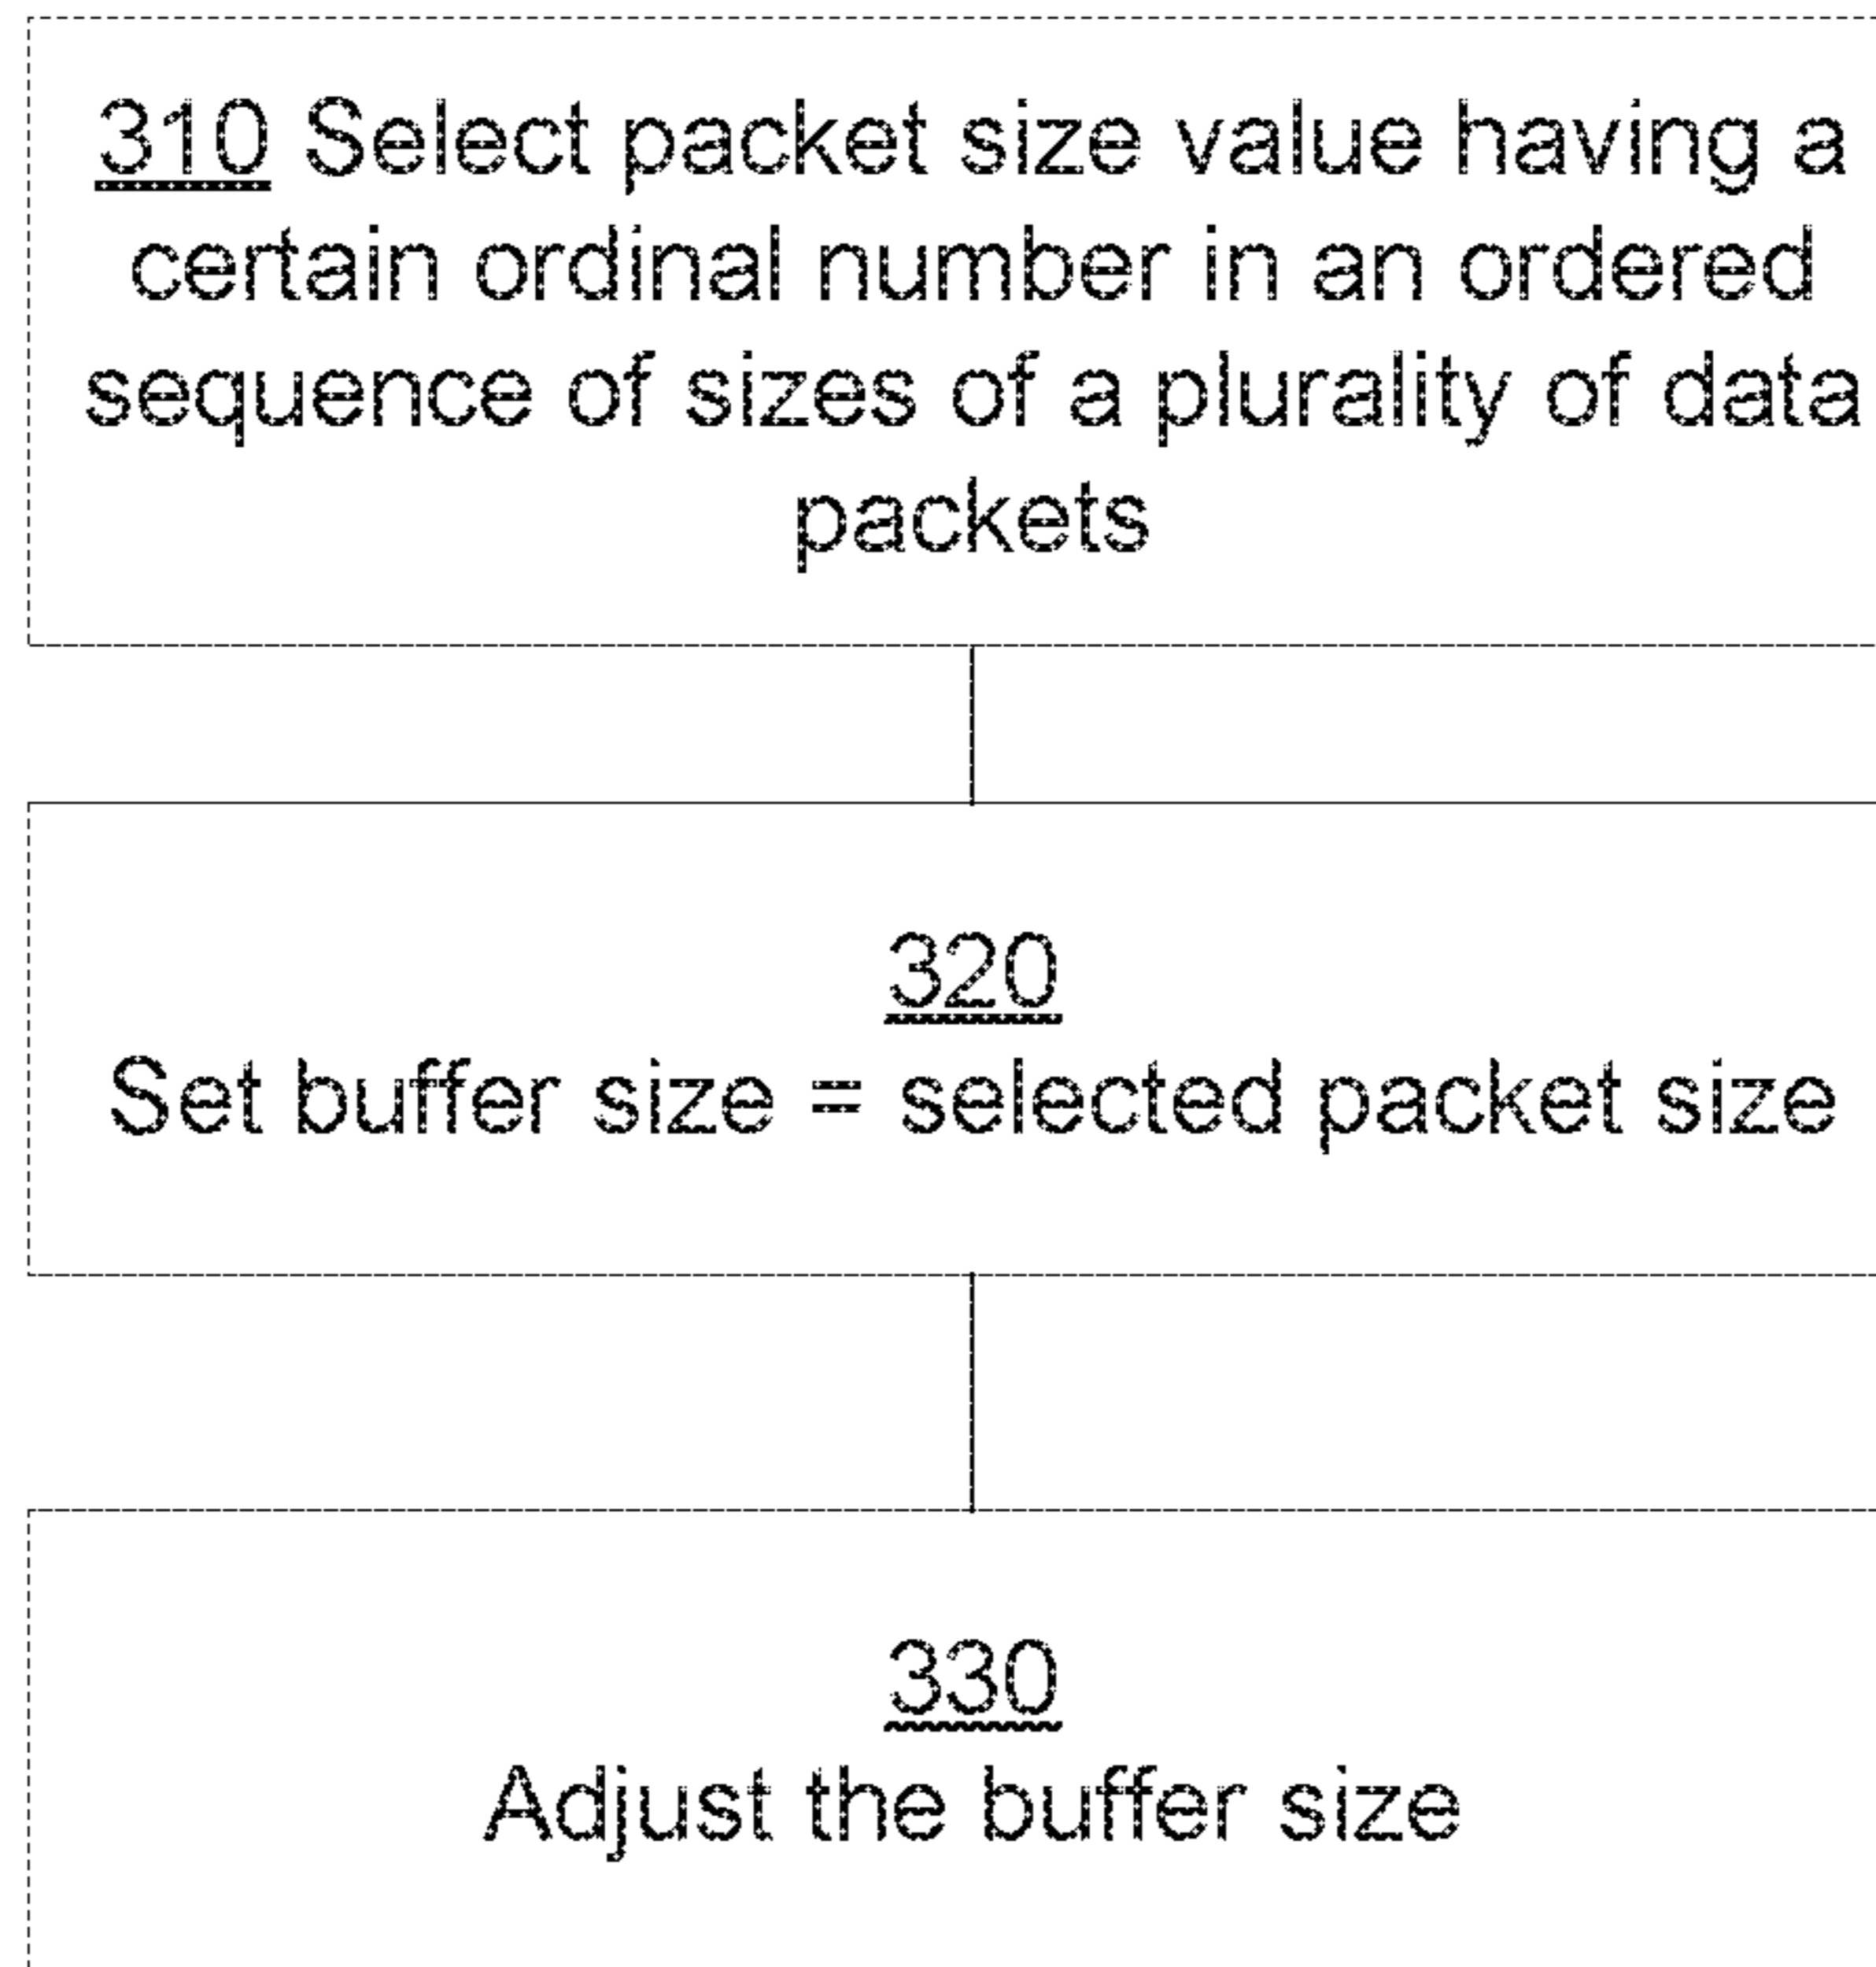 310 Select packet size value having a
certain ordinal number in an ordered
sequence of sizes of a plurality of data
packets
320
Set buffer size = selected packet size
330
Adjust the buffer size